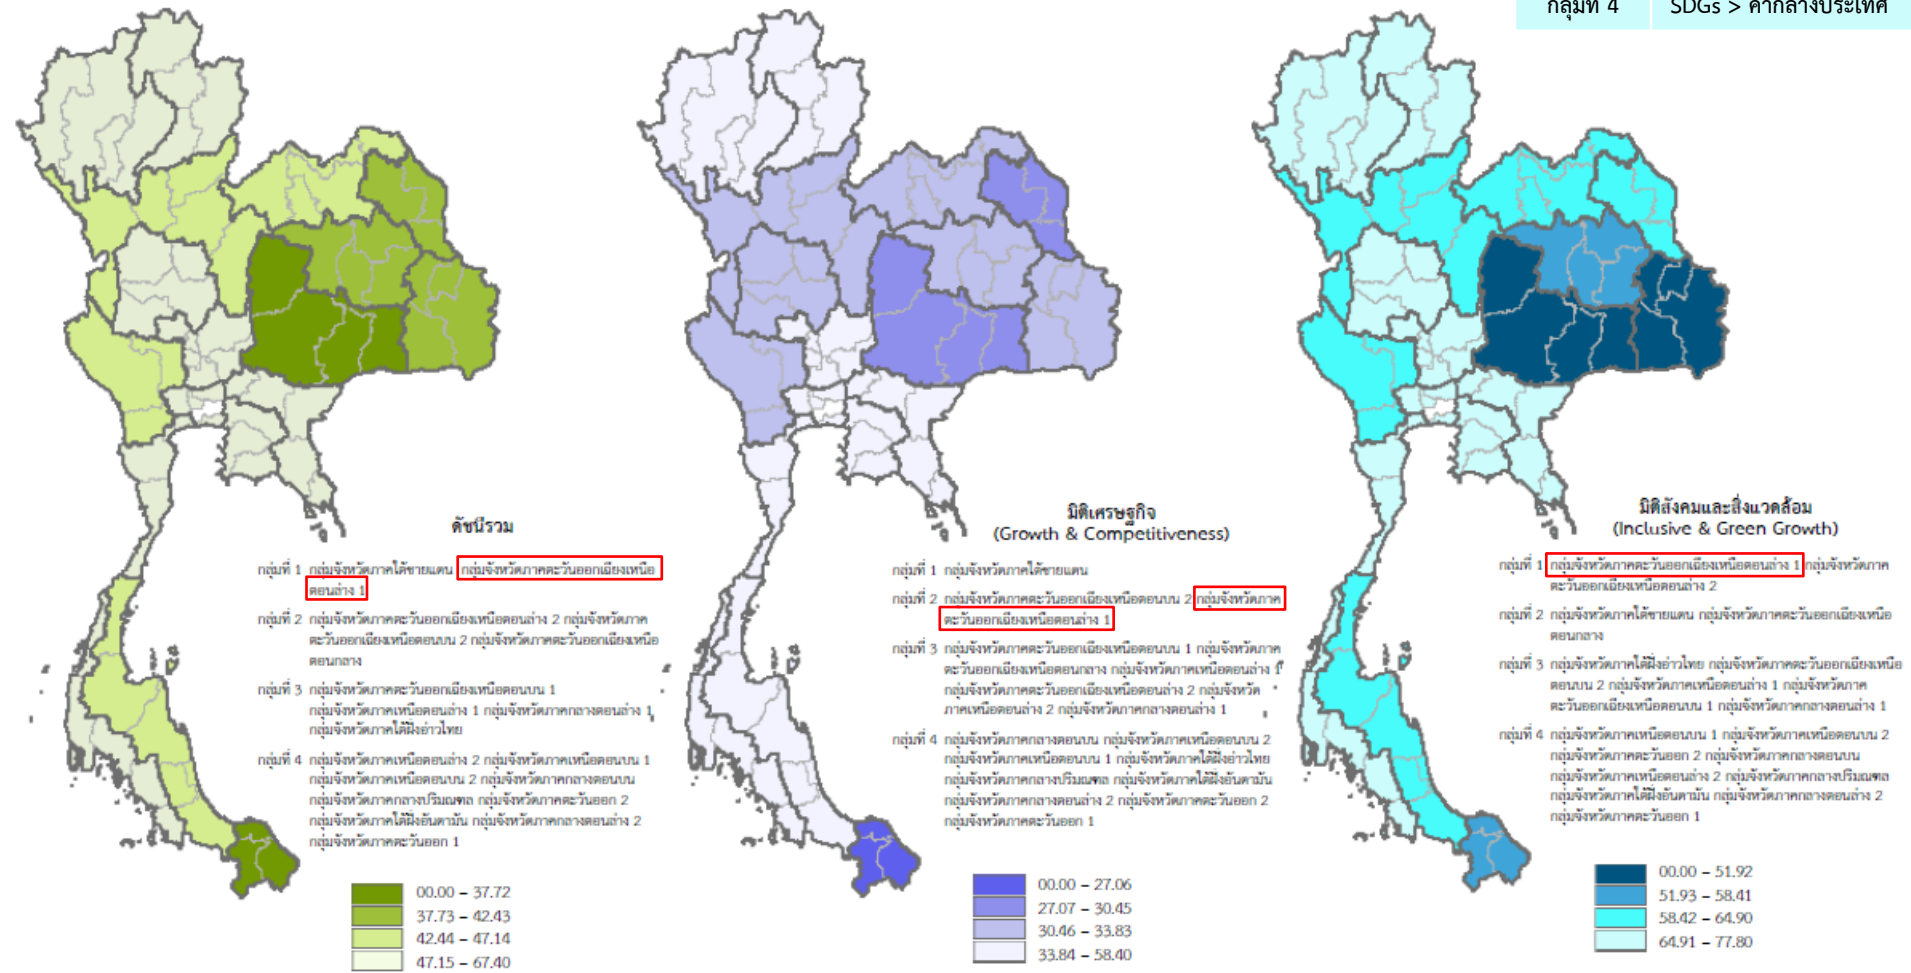 กลุ่มที่ 4 SDGs > ค่ากลางประเทศ
ดัชนีรวม
กลุ่มที่ 1 กลุ่มจังหวัดภาคใต้ชายแดน กลุ่มจังหวัดภาคตะวันออกเฉียงเหนือ
ตอนล่าง 1
กลุ่มที่ 2 กลุ่มจังหวัดภาคตะวันออกเฉียงเหนือตอนล่าง 2 กลุ่มจังหวัดภาค
ตะวันออกเฉียงเหนือตอนบน 2 กลุ่มจังหวัดภาคตะวันออกเฉียงเหนือ
ตอนกลาง
กลุ่มที่ 3 กลุ่มจังหวัดภาคตะวันออกเฉียงเหนือตอนบน 1
กลุ่มจังหวัดภาคเหนือตอนล่าง 1 กลุ่มจังหวัดภาคกลางตอนล่าง 1
กลุ่มจังหวัดภาคใต้ฝั่งอ่าวไทย
กลุ่มที่ 4 กลุ่มจังหวัดภาคเหนือตอนล่าง 2 กลุ่มจังหวัดภาคเหนือตอนบน 1
กลุ่มจังหวัดภาคเหนือตอนบน 2 กลุ่มจังหวัดภาคกลางตอนบน
กลุ่มจังหวัดภาคกลางปริมณฑล กลุ่มจังหวัดภาคตะวันออก 2
กลุ่มจังหวัดภาคใต้ฝั่งอันดามัน กลุ่มจังหวัดภาคกลางตอนล่าง 2
กลุ่มจังหวัดภาคตะวันออก 1
00.00 – 37.72
37.73 – 42.43
42.44 – 47.14
47.15 – 67.40
มิติเศรษฐกิจ
(Growth & Competitiveness)
กลุ่มที่ 1 กลุ่มจังหวัดภาคใต้ชายแดน
กลุ่มที่ 2 กลุ่มจังหวัดภาคตะวันออกเฉียงเหนือตอนบน 2 กลุ่มจังหวัดภาค
ตะวันออกเฉียงเหนือตอนล่าง 1
กลุ่มที่ 3 กลุ่มจังหวัดภาคตะวันออกเฉียงเหนือตอนบน 1 กลุ่มจังหวัดภาค
ตะวันออกเฉียงเหนือตอนกลาง กลุ่มจังหวัดภาคเหนือตอนล่าง 1
กลุ่มจังหวัดภาคตะวันออกเฉียงเหนือตอนล่าง 2 กลุ่มจังหวัด
ภาคเหนือตอนล่าง 2 กลุ่มจังหวัดภาคกลางตอนล่าง 1
กลุ่มที่ 4 กลุ่มจังหวัดภาคกลางตอนบน กลุ่มจังหวัดภาคเหนือตอนบน 2
กลุ่มจังหวัดภาคเหนือตอนบน 1 กลุ่มจังหวัดภาคใต้ฝั่งอ่าวไทย
กลุ่มจังหวัดภาคกลางปริมณฑล กลุ่มจังหวัดภาคใต้ฝั่งอันดามัน
กลุ่มจังหวัดภาคกลางตอนล่าง 2 กลุ่มจังหวัดภาคตะวันออก 2
กลุ่มจังหวัดภาคตะวันออก 1
00.00 – 27.06
27.07 – 30.45
30.46 – 33.83
33.84 – 58.40
มิติสังคมและสิ่งแวดล้อม
(Inclusive & Green Growth)
กลุ่มที่ 1 กลุ่มจังหวัดภาคตะวันออกเฉียงเหนือตอนล่าง 1 กลุ่มจังหวัดภาค
ตะวันออกเฉียงเหนือตอนล่าง 2
กลุ่มที่ 2 กลุ่มจังหวัดภาคใต้ชายแดน กลุ่มจังหวัดภาคตะวันออกเฉียงเหนือ
ตอนกลาง
กลุ่มที่ 3 กลุ่มจังหวัดภาคใต้ฝั่งอ่าวไทย กลุ่มจังหวัดภาคตะวันออกเฉียงเหนือ
ตอนบน 2 กลุ่มจังหวัดภาคเหนือตอนล่าง 1 กลุ่มจังหวัดภาค
ตะวันออกเฉียงเหนือตอนบน 1 กลุ่มจังหวัดภาคกลางตอนล่าง 1
กลุ่มที่ 4 กลุ่มจังหวัดภาคเหนือตอนบน 1 กลุ่มจังหวัดภาคเหนือตอนบน 2
กลุ่มจังหวัดภาคตะวันออก 2 กลุ่มจังหวัดภาคกลางตอนบน
กลุ่มจังหวัดภาคเหนือตอนล่าง 2 กลุ่มจังหวัดภาคกลางปริมณฑล
กลุ่มจังหวัดภาคใต้ฝั่งอันดามัน กลุ่มจังหวัดภาคกลางตอนล่าง 2
กลุ่มจังหวัดภาคตะวันออก 1
00.00 – 51.92
51.93 – 58.41
58.42 – 64.90
64.91 – 77.80